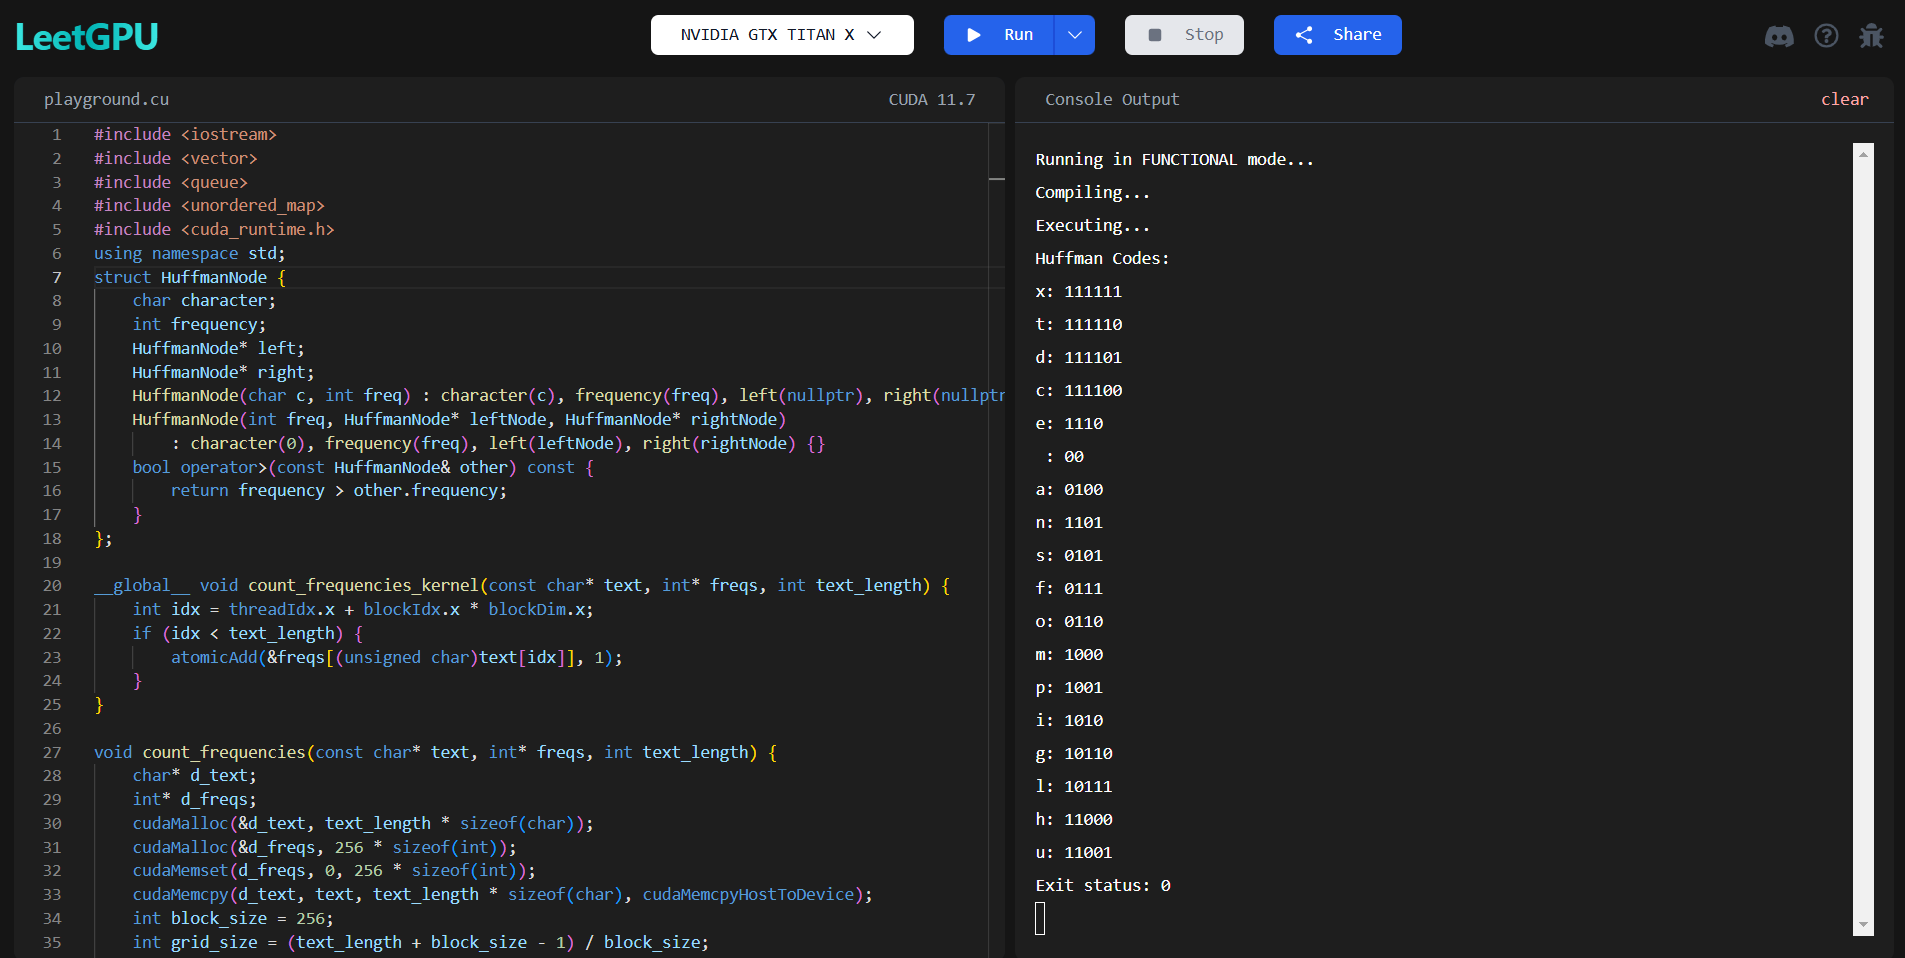 LeetGPU
NVIDIA GTX TITAN X
Run
Stop
Share
playground.cu
CUDA 11.7
1 #include <iostream>
2 #include <vector>
3 #include <queue>
4 #include <unordered_map>
5 #include <cuda_runtime.h>
6 using namespace std;
7 struct HuffmanNode {
8     char character;
9     int frequency;
10     HuffmanNode* left;
11     HuffmanNode* right;
12     HuffmanNode(char c, int freq) : character(c), frequency(freq), left(nullptr), right(nullptr
13     HuffmanNode(int freq, HuffmanNode* leftNode, HuffmanNode* rightNode)
14         : character(0), frequency(freq), left(leftNode), right(rightNode) {}
15     bool operator>(const HuffmanNode& other) const {
16         return frequency > other.frequency;
17     }
18 };
19
20 __global__ void count_frequencies_kernel(const char* text, int* freqs, int text_length) {
21     int idx = threadIdx.x + blockIdx.x * blockDim.x;
22     if (idx < text_length) {
23         atomicAdd(&freqs[(unsigned char)text[idx]], 1);
24     }
25 }
26
27 void count_frequencies(const char* text, int* freqs, int text_length) {
28     char* d_text;
29     int* d_freqs;
30     cudaMalloc(&d_text, text_length * sizeof(char));
31     cudaMalloc(&d_freqs, 256 * sizeof(int));
32     cudaMemset(d_freqs, 0, 256 * sizeof(int));
33     cudaMemcpy(d_text, text, text_length * sizeof(char), cudaMemcpyHostToDevice);
34     int block_size = 256;
35     int grid_size = (text_length + block_size - 1) / block_size;
Console Output
clear
Running in FUNCTIONAL mode...
Compiling...
Executing...
Huffman Codes:
x: 111111
t: 111110
d: 111101
c: 111100
e: 1110
 : 00
a: 0100
n: 1101
s: 0101
f: 0111
o: 0110
m: 1000
p: 1001
i: 1010
g: 10110
l: 10111
h: 11000
u: 11001
Exit status: 0